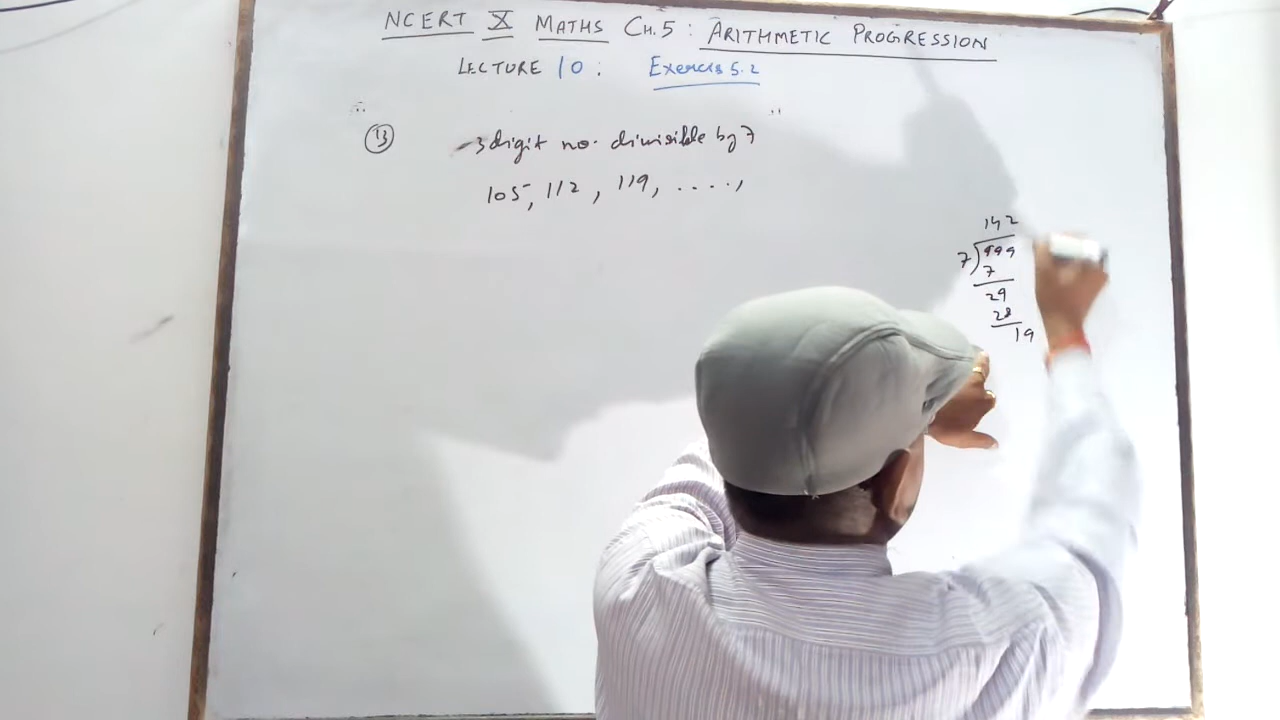 NCERT X MATHS CH.5 : ARITHMETIC PROGRESSION
LECTURE 10 : Exercis 5.2
13 3 digit no. divisible by 7
105, 112, 119, ....,
142
7)999
7
29
28
19